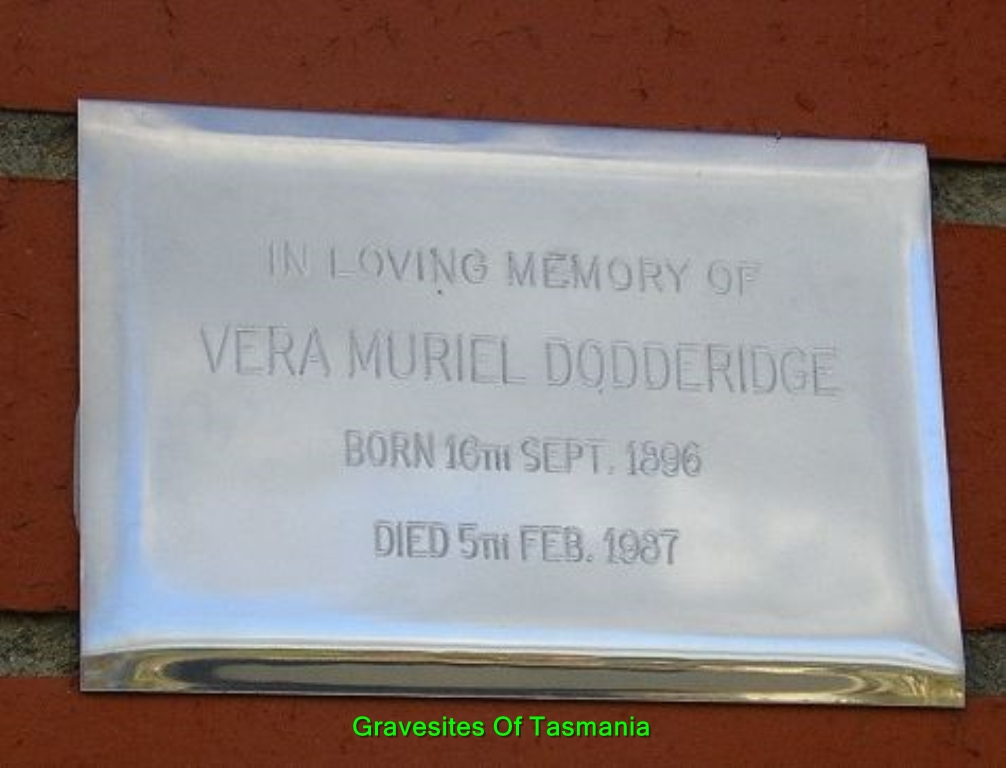 IN LOVING MEMORY OF
VERA MURIEL DODDERIDGE
BORN 16TH SEPT. 1896
DIED 5TH FEB. 1987
Gravesites Of Tasmania